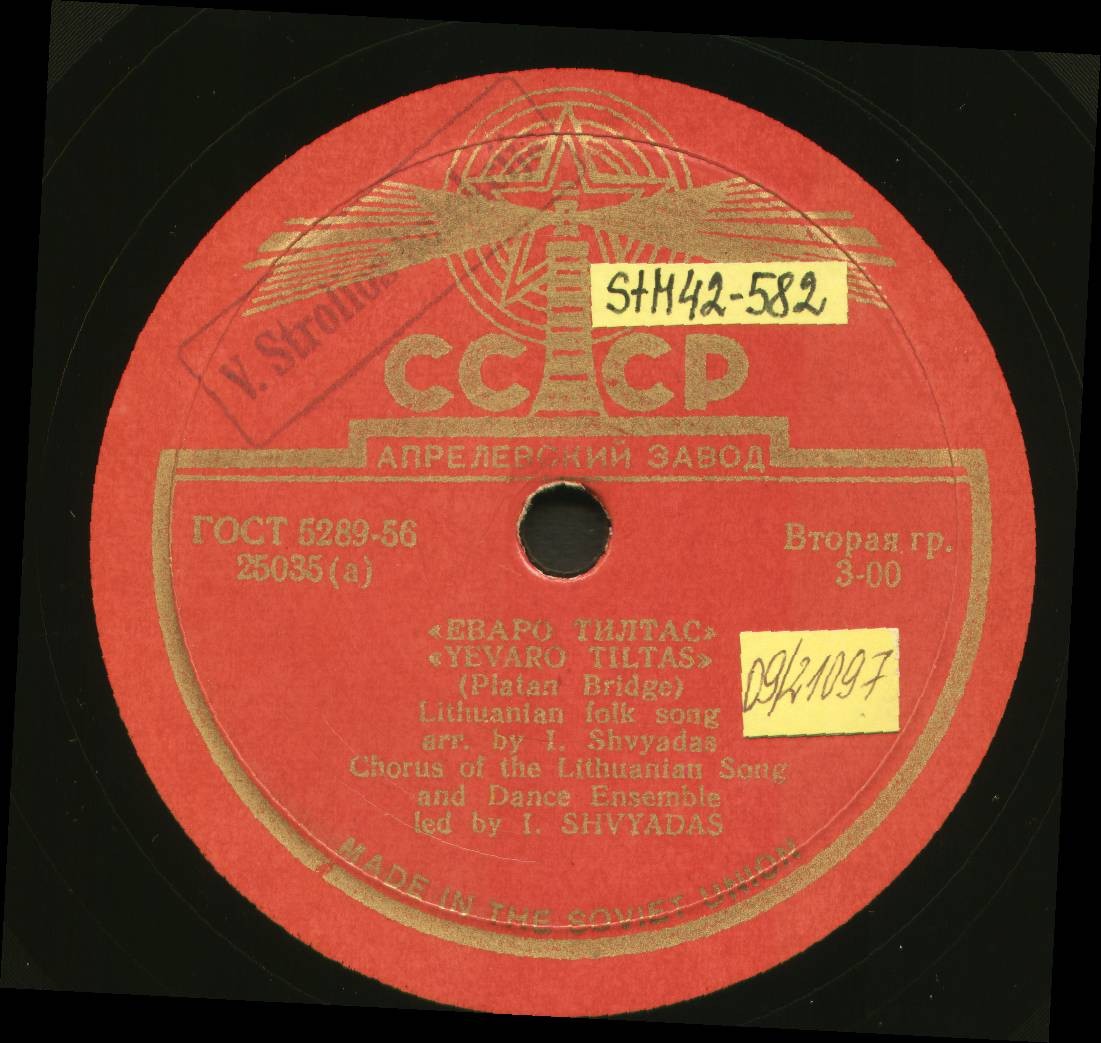 StM42-582
V.
СССР
АПРЕЛЕВСКИЙ ЗАВОД
ГОСТ 5289-56
25035(а)
Вторая гр.
3-00
«ЕВАРО ТИЛТАС»
«YEVARO TILTAS»
(Platan Bridge)
Lithuanian folk song
arr. by I. Shvyadas
Chorus of the Lithuanian Song
and Dance Ensemble
led by I. SHVYADAS
09/21097
MADE IN THE SOVIET UNION